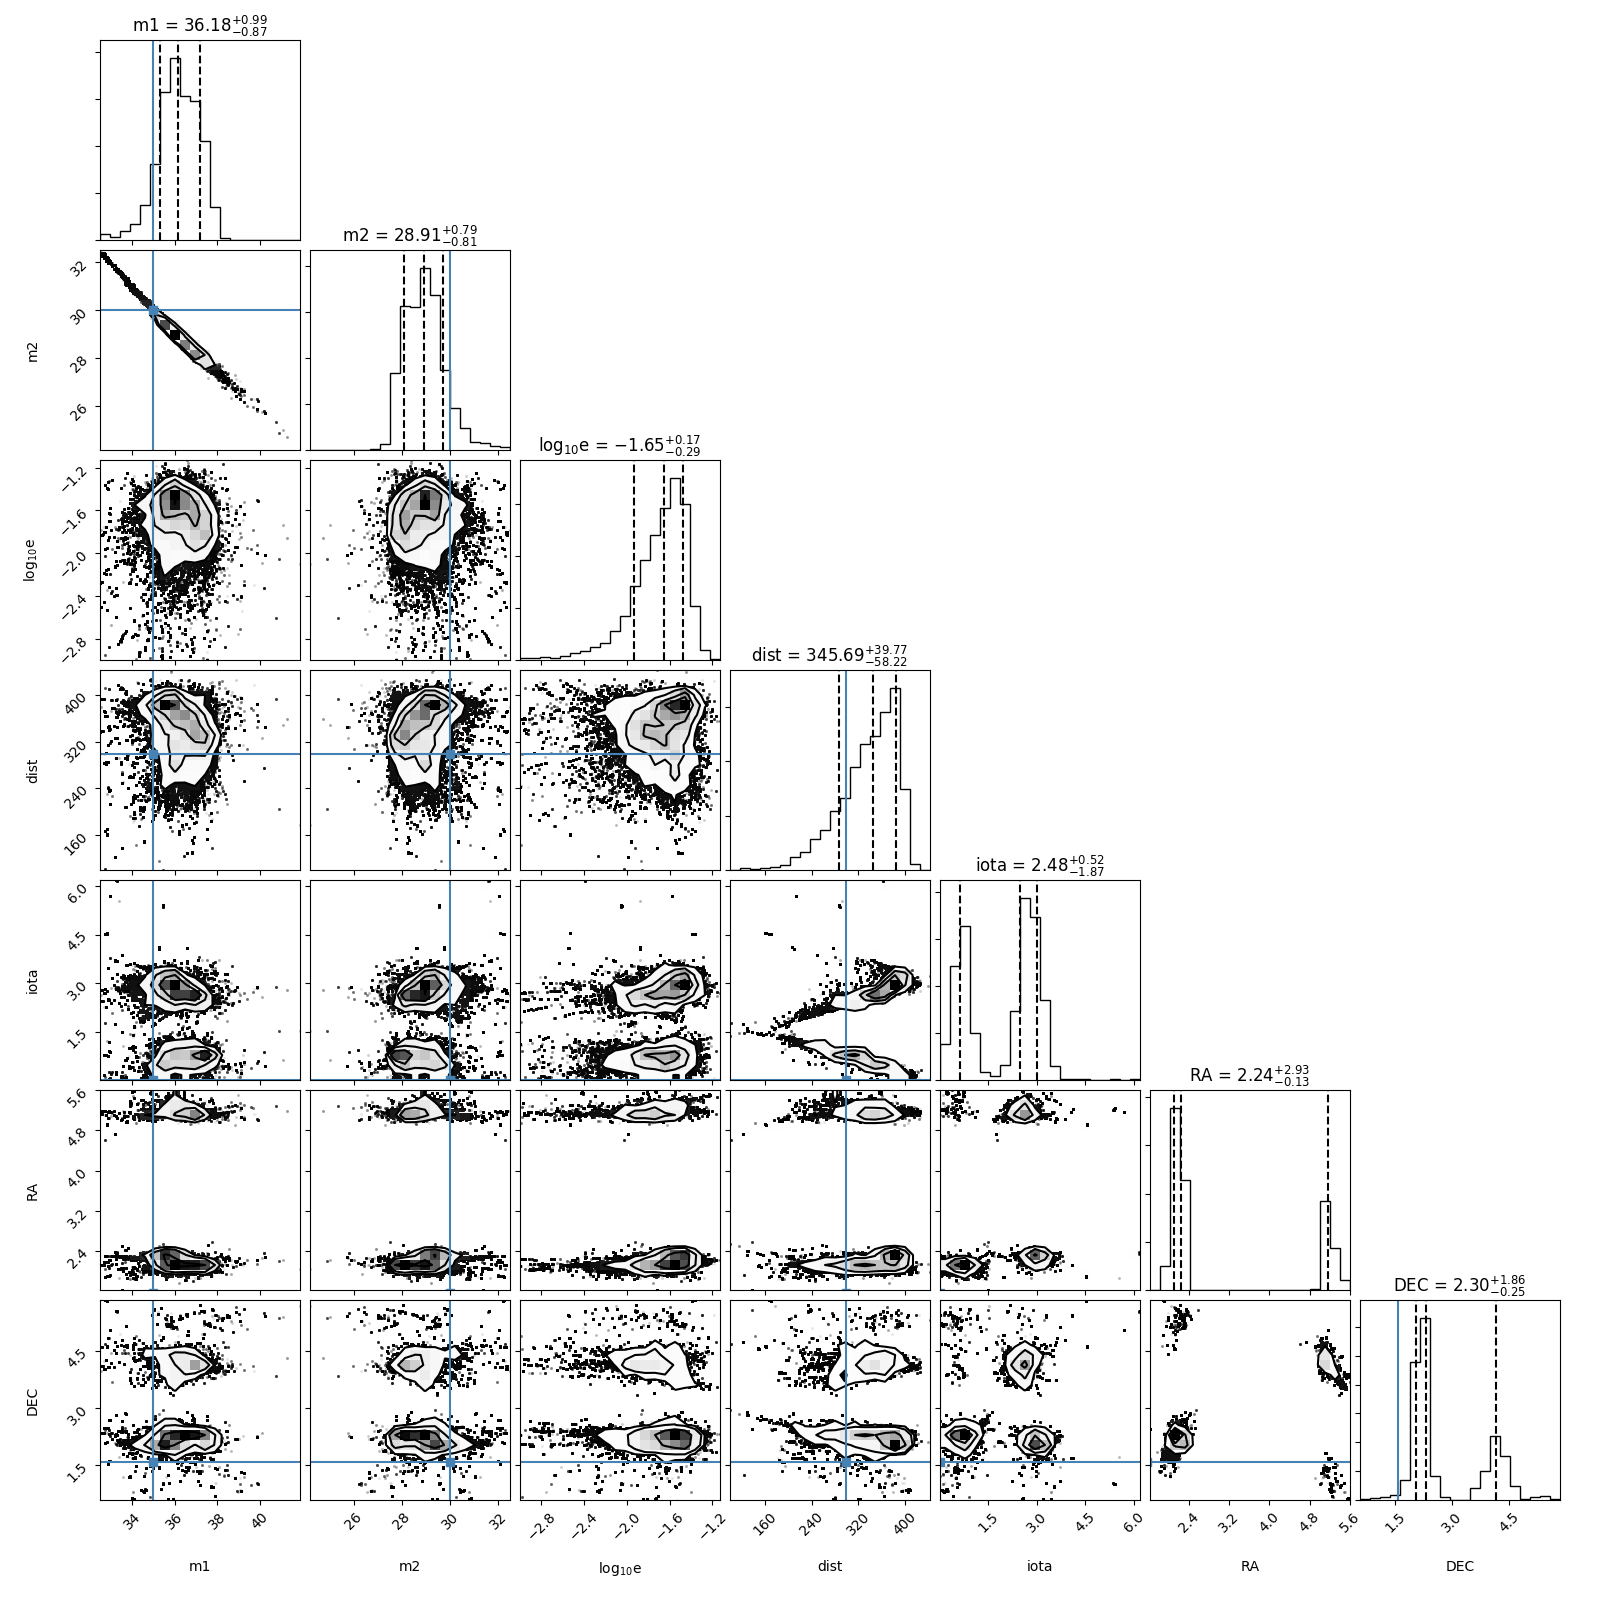 m1 = 36.18+0.99−0.87
m2 = 28.91+0.79−0.81
32
30
28
26
m2
log10e = −1.65+0.17−0.29
−1.2
−1.6
−2.0
−2.4
−2.8
log10e
dist = 345.69+39.77−58.22
400
320
240
160
dist
iota = 2.48+0.52−1.87
6.0
4.5
3.0
1.5
iota
RA = 2.24+2.93−0.13
5.6
4.8
4.0
3.2
2.4
RA
DEC = 2.30+1.86−0.25
4.5
3.0
1.5
DEC
34 36 38 40 26 28 30 32 −2.8 −2.4 −2.0 −1.6 −1.2 160 240 320 400 1.5 3.0 4.5 6.0 2.4 3.2 4.0 4.8 5.6 1.5 3.0 4.5
m1 m2 log10e dist iota RA DEC